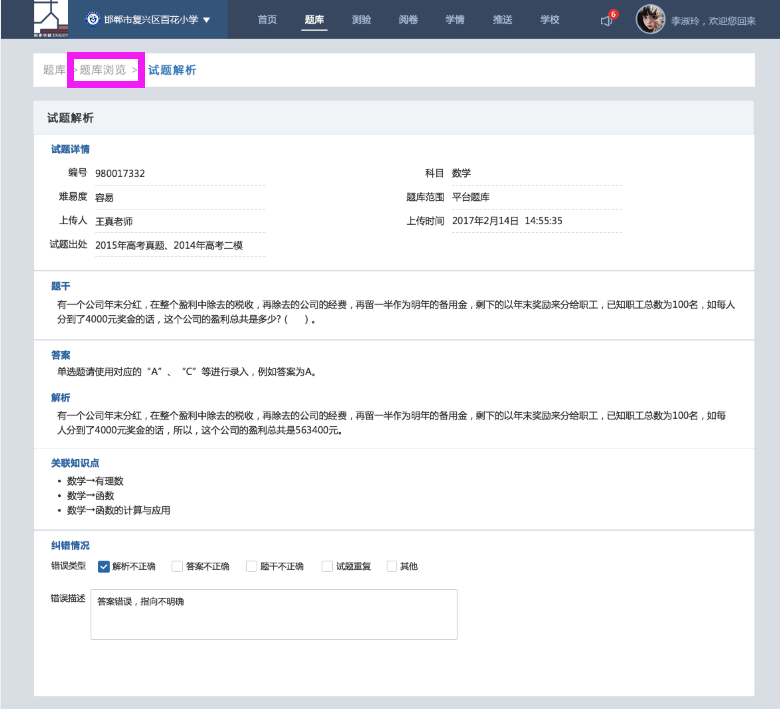 邯郸市复兴区百花小学 ▼ 首页 题库 测验 阅卷 学情 推送 学校 6 李淑玲，欢迎您回来
题库 > 题库浏览 > 试题解析
试题解析
试题详情
编号 980017332 科目 数学
难易度 容易 题库范围 平台题库
上传人 王真老师 上传时间 2017年2月14日 14:55:35
试题出处 2015年高考真题、2014年高考二模
题干
有一个公司年末分红，在整个盈利中除去的税收，再除去的公司的经费，再留一半作为明年的备用金，剩下的以年末奖励来分给职工，已知职工总数为100名，如每人
分到了4000元奖金的话，这个公司的盈利总共是多少?（ ）。
答案
单选题请使用对应的“A”、“C”等进行录入，例如答案为A。
解析
有一个公司年末分红，在整个盈利中除去的税收，再除去的公司的经费，再留一半作为明年的备用金，剩下的以年末奖励来分给职工，已知职工总数为100名，如每
人分到了4000元奖金的话，所以，这个公司的盈利总共是563400元。
关联知识点
• 数学→有理数
• 数学→函数
• 数学→函数的计算与应用
纠错情况
错误类型 解析不正确 答案不正确 题干不正确 试题重复 其他
错误描述 答案错误，指向不明确